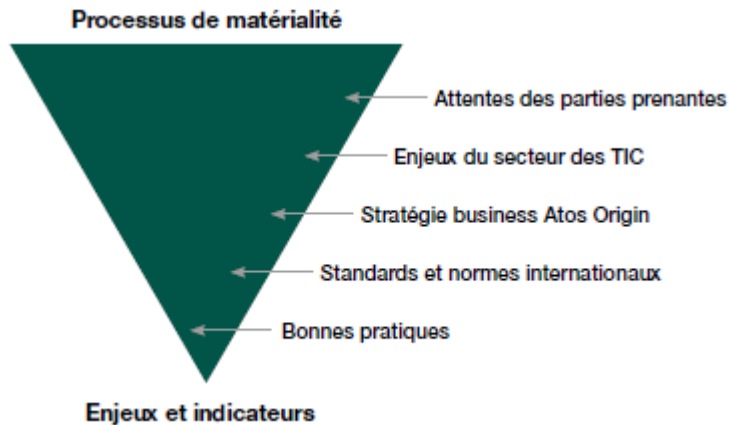 Processus de matérialité
Attentes des parties prenantes
Enjeux du secteur des TIC
Stratégie business Atos Origin
Standards et normes internationaux
Bonnes pratiques
Enjeux et indicateurs